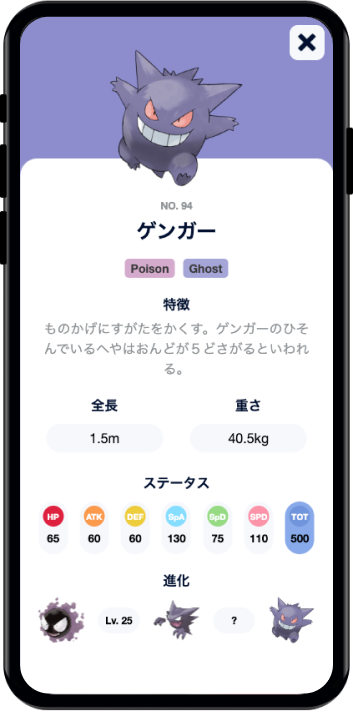 NO. 94
ゲンガー
Poison Ghost
特徴
ものかげにすがたをかくす。ゲンガーのひそ
んでいるへやはおんどが５どさがるといわれ
る。
全長 重さ
1.5m 40.5kg
ステータス
HP ATK DEF SpA SpD SPD TOT
65 60 60 130 75 110 500
進化
Lv. 25 ?